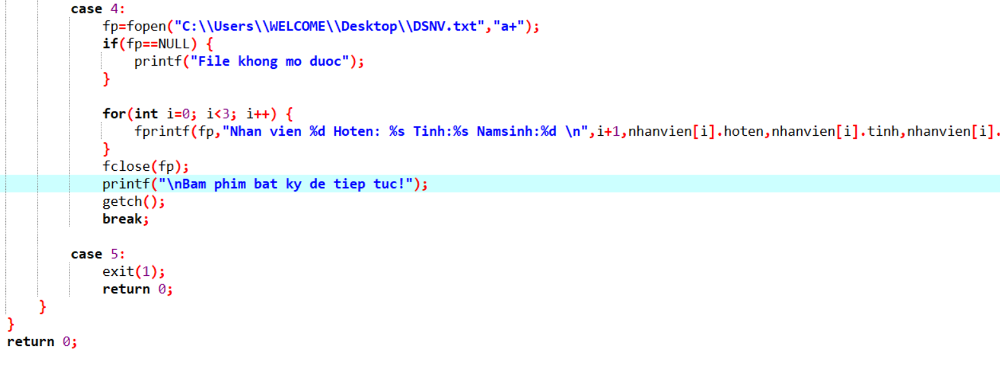 case 4:
fp=fopen("C:\\Users\\WELCOME\\Desktop\\DSNV.txt","a+");
if(fp==NULL) {
printf("File khong mo duoc");
}
for(int i=0; i<3; i++) {
fprintf(fp,"Nhan vien %d Hoten: %s Tinh:%s Namsinh:%d \n",i+1,nhanvien[i].hoten,nhanvien[i].tinh,nhanvien[i].
}
fclose(fp);
printf("\nBam phim bat ky de tiep tuc!");
getch();
break;
case 5:
exit(1);
return 0;
}
}
return 0;